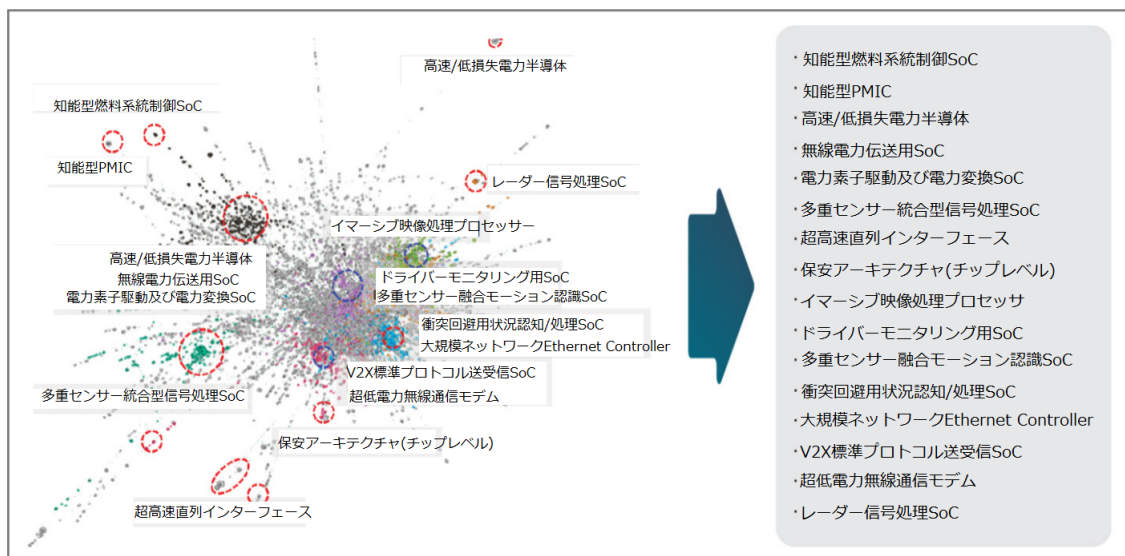 高速/低損失電力半導体
知能型燃料系統制御SoC
知能型PMIC
レーダー信号処理SoC
イマーシブ映像処理プロセッサー
高速/低損失電力半導体
無線電力伝送用SoC
電力素子駆動及び電力変換SoC
ドライバーモニタリング用SoC
多重センサー融合モーション認識SoC
衝突回避用状況認知/処理SoC
大規模ネットワークEthernet Controller
V2X標準プロトコル送受信SoC
超低電力無線通信モデム
多重センサー統合型信号処理SoC
保安アーキテクチャ(チップレベル)
超高速直列インターフェース
・知能型燃料系統制御SoC
・知能型PMIC
・高速/低損失電力半導体
・無線電力伝送用SoC
・電力素子駆動及び電力変換SoC
・多重センサー統合型信号処理SoC
・超高速直列インターフェース
・保安アーキテクチャ(チップレベル)
・イマーシブ映像処理プロセッサ
・ドライバーモニタリング用SoC
・多重センサー融合モーション認識SoC
・衝突回避用状況認知/処理SoC
・大規模ネットワークEthernet Controller
・V2X標準プロトコル送受信SoC
・超低電力無線通信モデム
・レーダー信号処理SoC